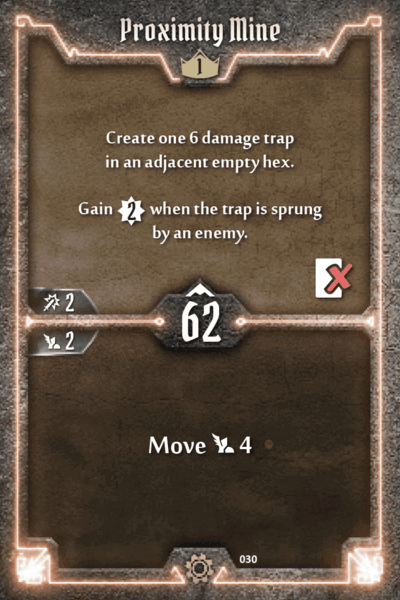 Proximity Mine
1
Create one 6 damage trap
in an adjacent empty hex.
Gain 2 when the trap is sprung
by an enemy.
2
62
2
Move 4
030